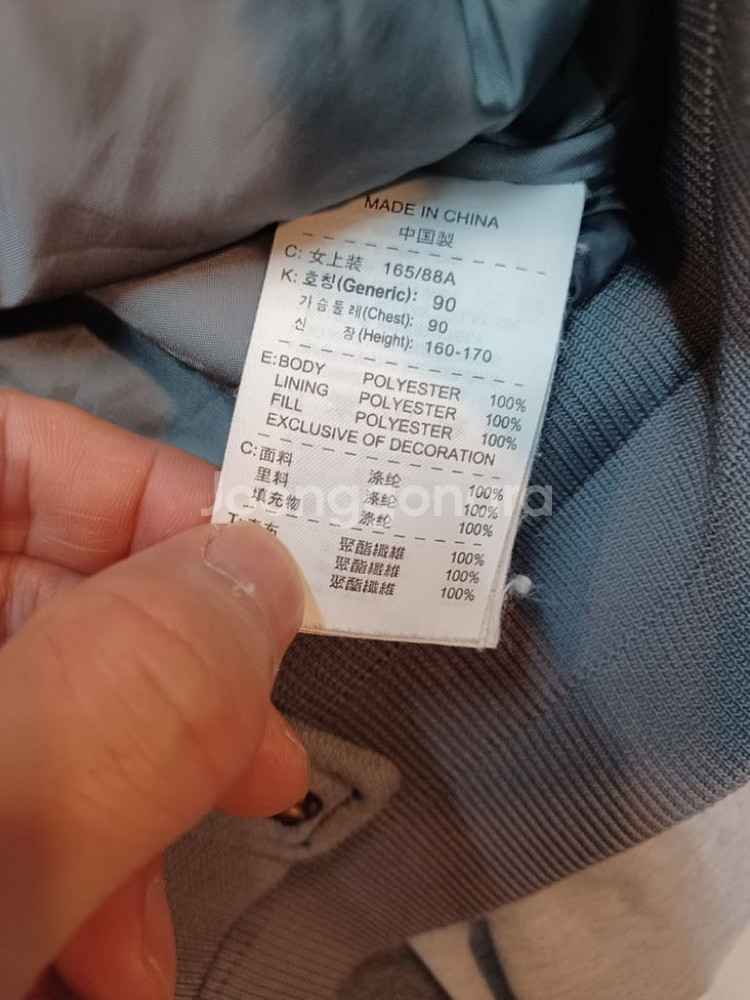 MADE IN CHINA
中国製
C: 女上装 165/88A
K: 호칭(Generic): 90
가슴둘레(Chest): 90
신 장(Height): 160-170
E:BODY POLYESTER 100%
LINING POLYESTER 100%
FILL POLYESTER 100%
EXCLUSIVE OF DECORATION
C:面料 涤纶 100%
里料 涤纶 100%
填充物 涤纶 100%
T: 聚酯纖維 100%
聚酯纖維 100%
聚酯纖維 100%
Joongonara